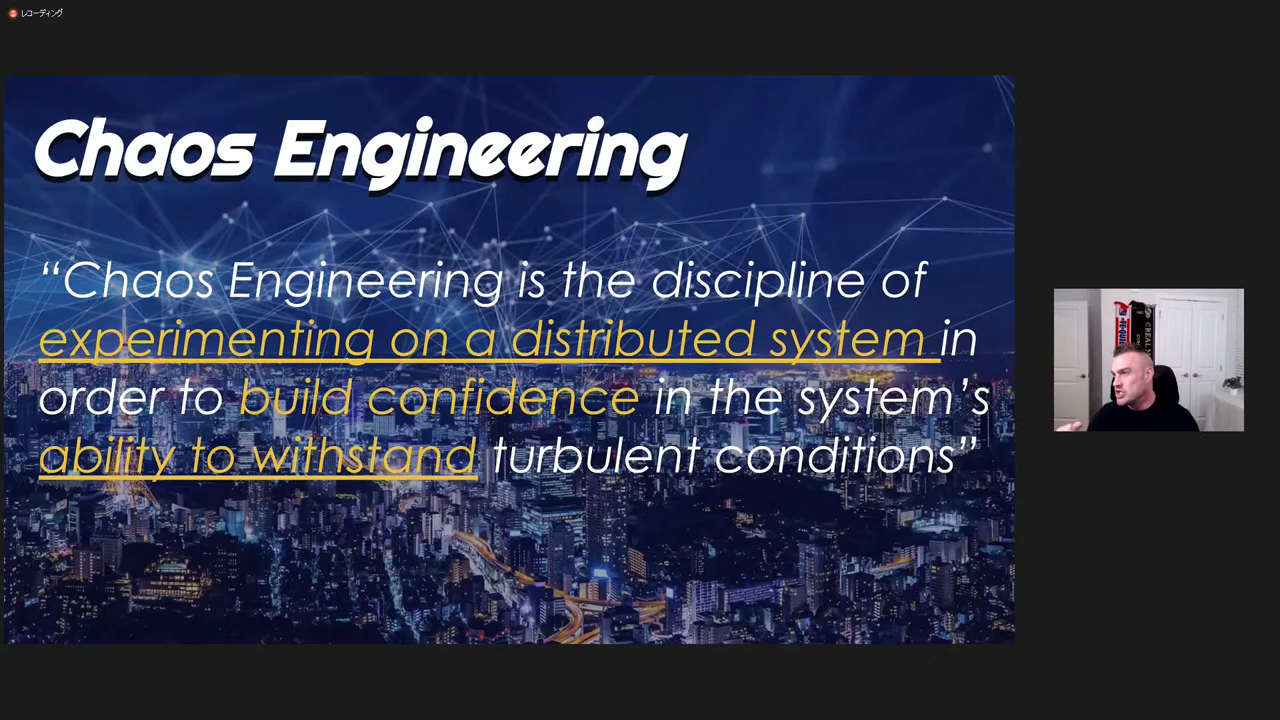 レコーディング
Chaos Engineering
“Chaos Engineering is the discipline of
experimenting on a distributed system in
order to build confidence in the system’s
ability to withstand turbulent conditions”